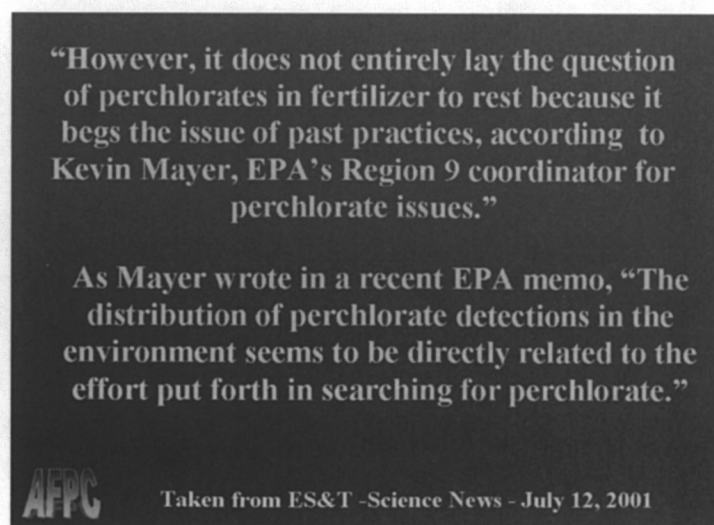 “However, it does not entirely lay the question
of perchlorates in fertilizer to rest because it
begs the issue of past practices, according to
Kevin Mayer, EPA’s Region 9 coordinator for
perchlorate issues.”
As Mayer wrote in a recent EPA memo, “The
distribution of perchlorate detections in the
environment seems to be directly related to the
effort put forth in searching for perchlorate.”
AFPC
Taken from ES&T -Science News - July 12, 2001